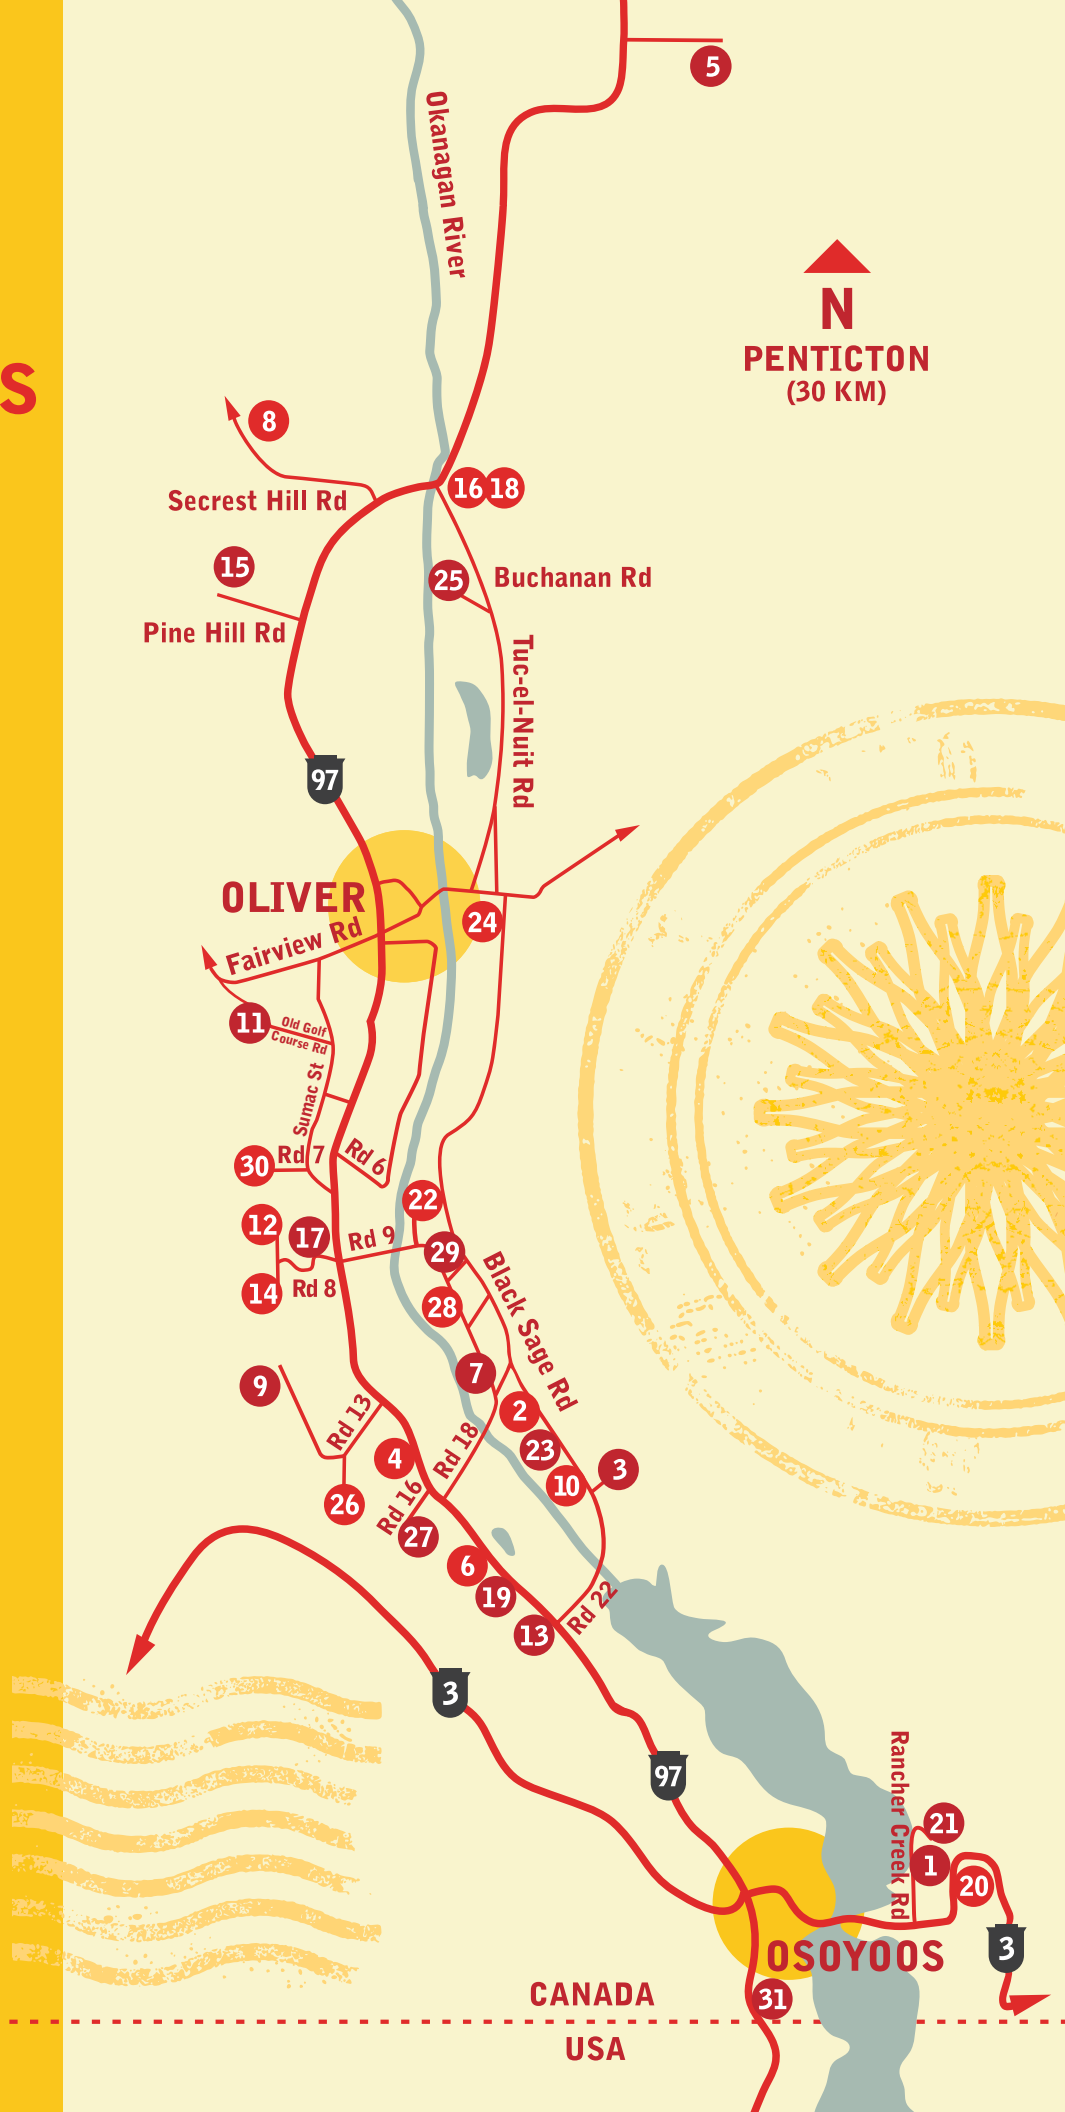 5
Okanagan River
N
PENTICTON
(30 KM)
S
8
Secrest Hill Rd
16 18
15
25
Buchanan Rd
Pine Hill Rd
Tuc-el-Nuit Rd
97
OLIVER
Fairview Rd
24
11
Old Golf
Course Rd
Sumac St
30
Rd 7
Rd 6
22
12
17
Rd 9
29
14
Rd 8
28
Black Sage Rd
9
7
Rd 13
2
4
Rd 18
23
3
10
26
Rd 16
27
6
19
Rd 22
13
3
97
Rancher Creek Rd
21
1
20
OSOYOOS
3
CANADA
31
USA